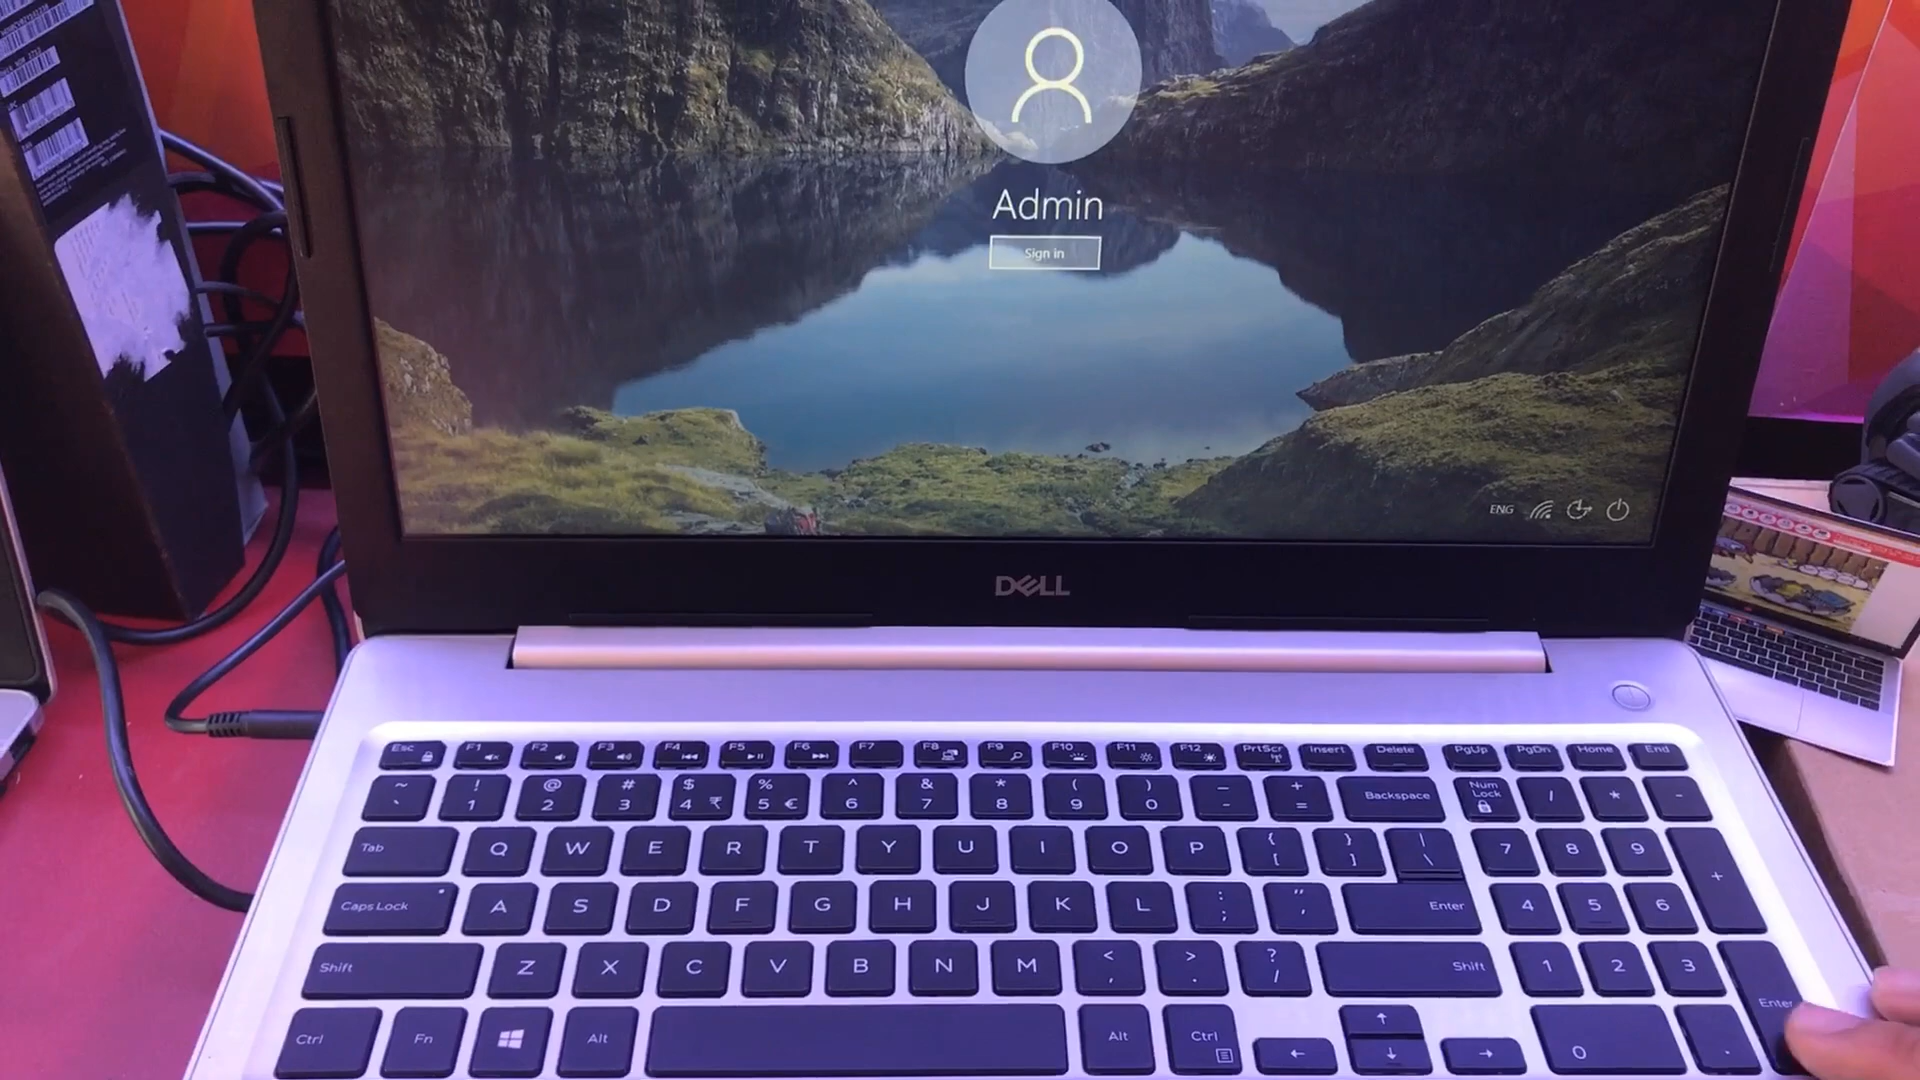 Admin
Sign in
ENG
DELL
Esc F1 F2 F3 F4 F5 F6 F7 F8 F9 F10 F11 F12 PrtScr Insert Delete PgUp PgDn Home End
~ ` ! 1 @ 2 # 3 $ 4 ₹ % 5 € ^ 6 & 7 * 8 ( 9 ) 0 _ - + = Backspace Num Lock / * -
Tab Q W E R T Y U I O P { [ } ] | \ 7 8 9 +
Caps Lock A S D F G H J K L : ; " ' Enter 4 5 6
Shift Z X C V B N M < , > . ? / Shift 1 2 3 Enter
Ctrl Fn Alt Alt Ctrl ← ↑ ↓ → 0 .